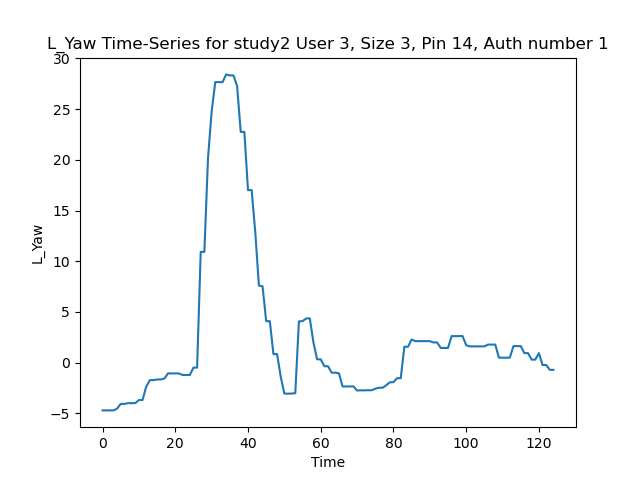 L_Yaw Time-Series for study2 User 3, Size 3, Pin 14, Auth number 1
30
25
20
15
10
5
0
−5
L_Yaw
0 20 40 60 80 100 120
Time